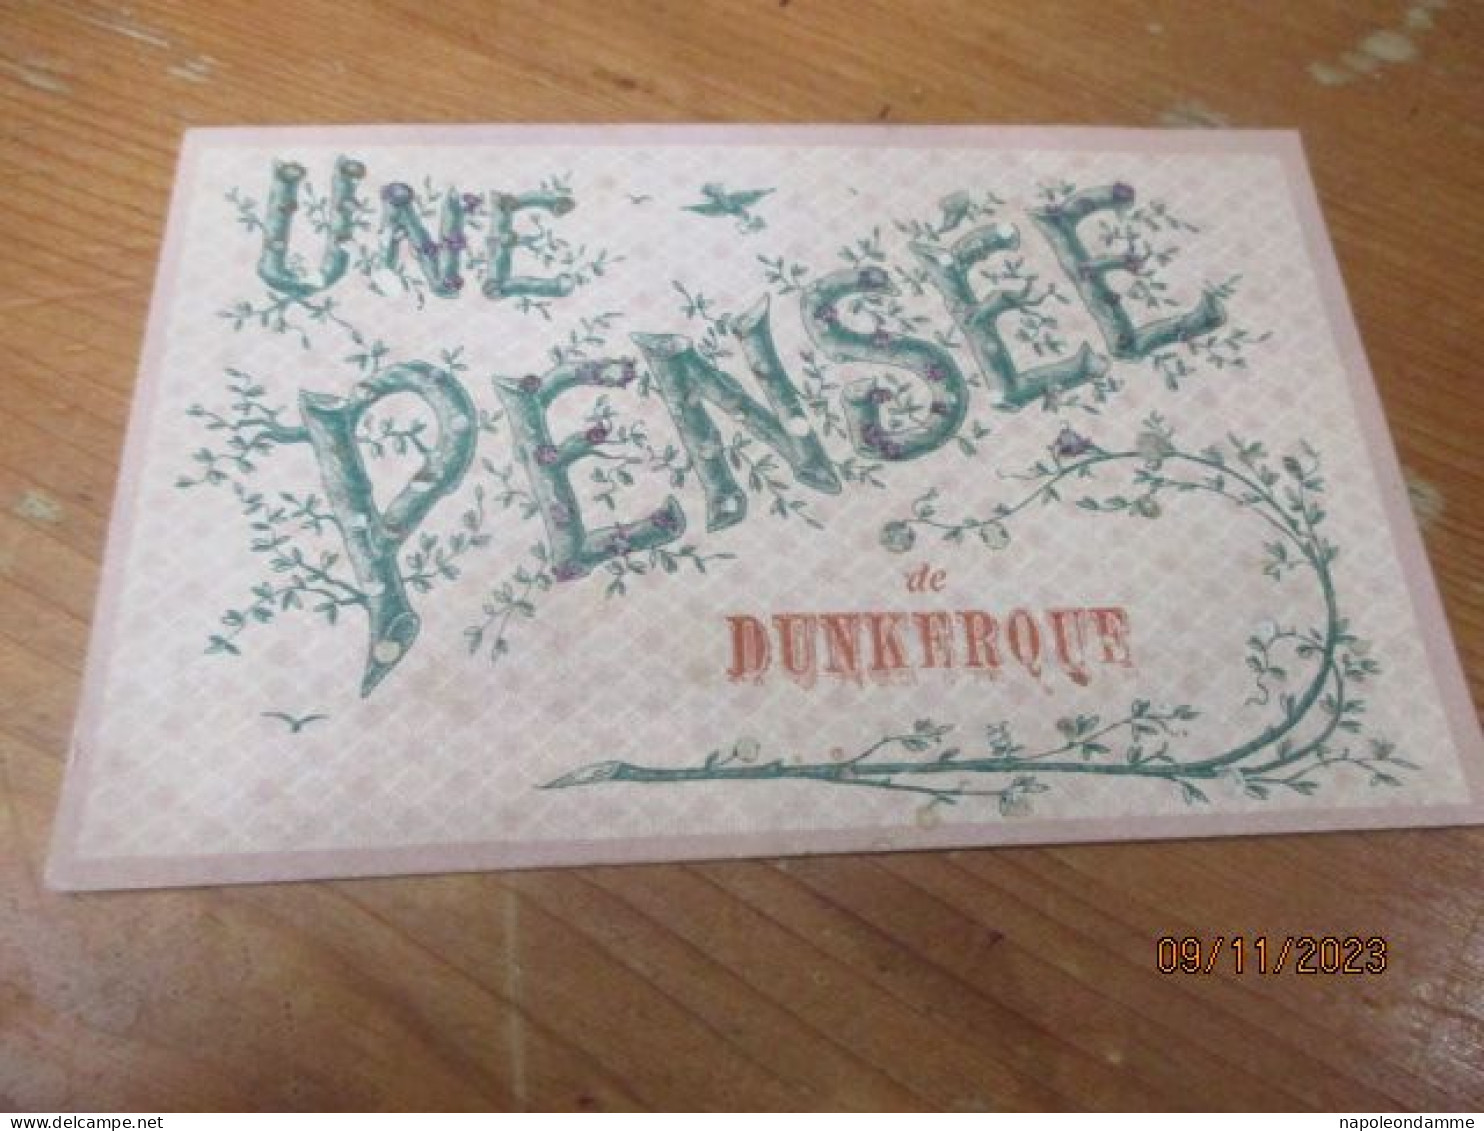 UNE
PENSÉE
de
DUNKERQUE
09/11/2023
www.delcampe.net
napoleondamme